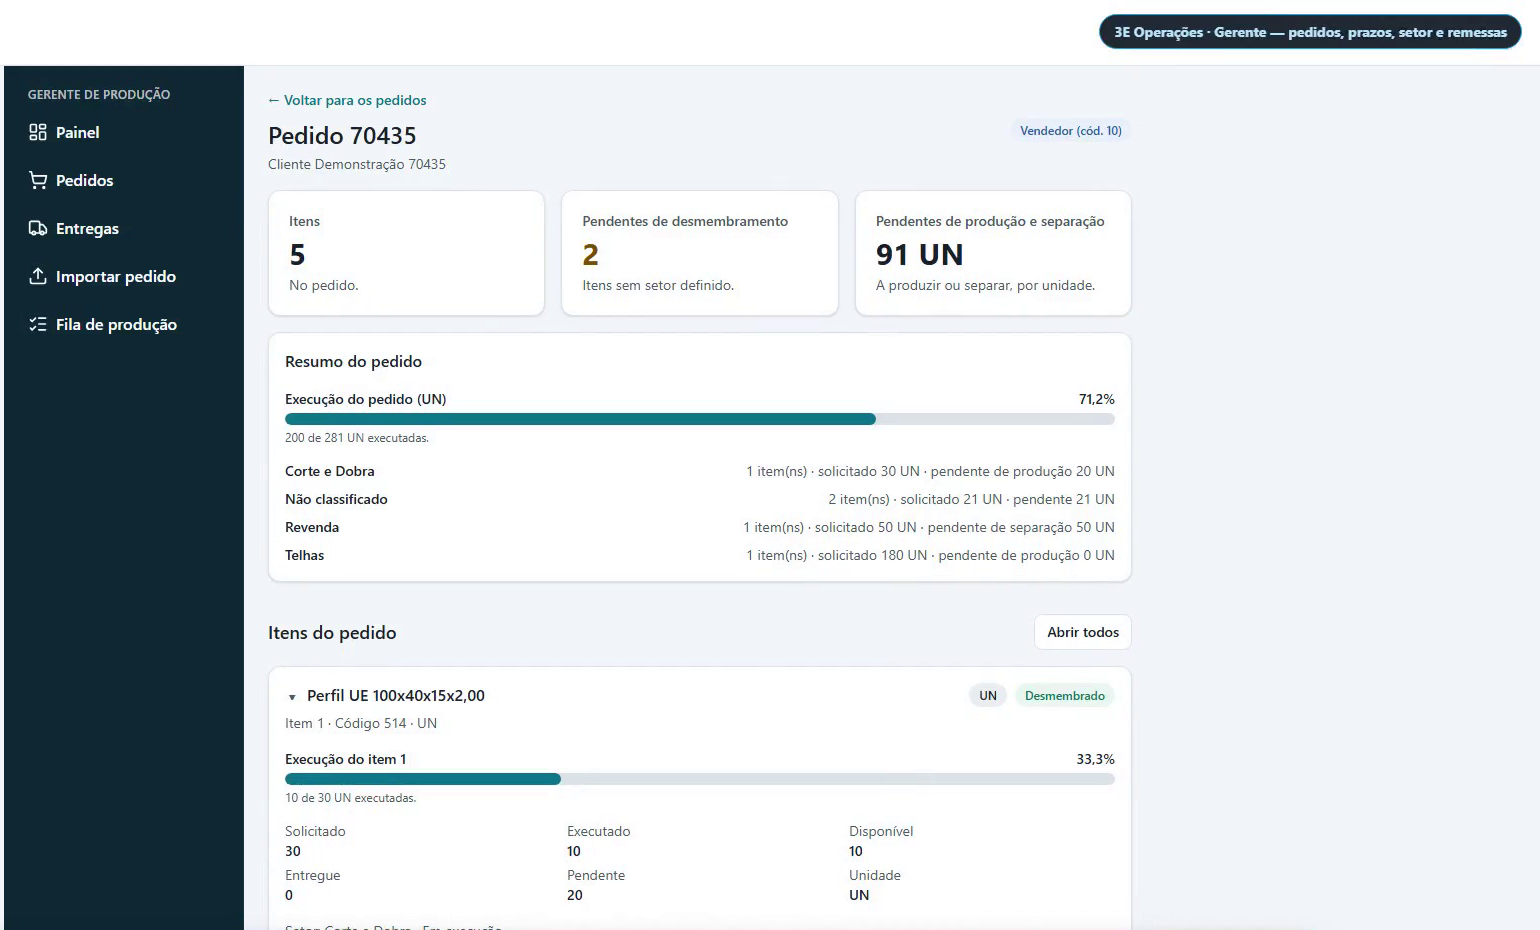 3E Operações · Gerente — pedidos, prazos, setor e remessas
GERENTE DE PRODUÇÃO
Painel
Pedidos
Entregas
Importar pedido
Fila de produção
← Voltar para os pedidos
Pedido 70435
Vendedor (cód. 10)
Cliente Demonstração 70435
Itens
5
No pedido.
Pendentes de desmembramento
2
Itens sem setor definido.
Pendentes de produção e separação
91 UN
A produzir ou separar, por unidade.
Resumo do pedido
Execução do pedido (UN) 71,2%
200 de 281 UN executadas.
Corte e Dobra 1 item(ns) · solicitado 30 UN · pendente de produção 20 UN
Não classificado 2 item(ns) · solicitado 21 UN · pendente 21 UN
Revenda 1 item(ns) · solicitado 50 UN · pendente de separação 50 UN
Telhas 1 item(ns) · solicitado 180 UN · pendente de produção 0 UN
Itens do pedido Abrir todos
▼ Perfil UE 100x40x15x2,00 UN Desmembrado
Item 1 · Código 514 · UN
Execução do item 1 33,3%
10 de 30 UN executadas.
Solicitado Executado Disponível
30 10 10
Entregue Pendente Unidade
0 20 UN
Setor: Corte e Dobra · Em execução